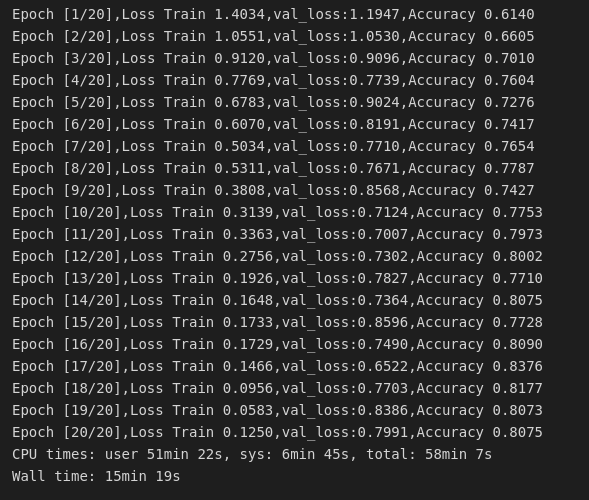 Epoch [1/20],Loss Train 1.4034,val_loss:1.1947,Accuracy 0.6140
Epoch [2/20],Loss Train 1.0551,val_loss:1.0530,Accuracy 0.6605
Epoch [3/20],Loss Train 0.9120,val_loss:0.9096,Accuracy 0.7010
Epoch [4/20],Loss Train 0.7769,val_loss:0.7739,Accuracy 0.7604
Epoch [5/20],Loss Train 0.6783,val_loss:0.9024,Accuracy 0.7276
Epoch [6/20],Loss Train 0.6070,val_loss:0.8191,Accuracy 0.7417
Epoch [7/20],Loss Train 0.5034,val_loss:0.7710,Accuracy 0.7654
Epoch [8/20],Loss Train 0.5311,val_loss:0.7671,Accuracy 0.7787
Epoch [9/20],Loss Train 0.3808,val_loss:0.8568,Accuracy 0.7427
Epoch [10/20],Loss Train 0.3139,val_loss:0.7124,Accuracy 0.7753
Epoch [11/20],Loss Train 0.3363,val_loss:0.7007,Accuracy 0.7973
Epoch [12/20],Loss Train 0.2756,val_loss:0.7302,Accuracy 0.8002
Epoch [13/20],Loss Train 0.1926,val_loss:0.7827,Accuracy 0.7710
Epoch [14/20],Loss Train 0.1648,val_loss:0.7364,Accuracy 0.8075
Epoch [15/20],Loss Train 0.1733,val_loss:0.8596,Accuracy 0.7728
Epoch [16/20],Loss Train 0.1729,val_loss:0.7490,Accuracy 0.8090
Epoch [17/20],Loss Train 0.1466,val_loss:0.6522,Accuracy 0.8376
Epoch [18/20],Loss Train 0.0956,val_loss:0.7703,Accuracy 0.8177
Epoch [19/20],Loss Train 0.0583,val_loss:0.8386,Accuracy 0.8073
Epoch [20/20],Loss Train 0.1250,val_loss:0.7991,Accuracy 0.8075
CPU times: user 51min 22s, sys: 6min 45s, total: 58min 7s
Wall time: 15min 19s